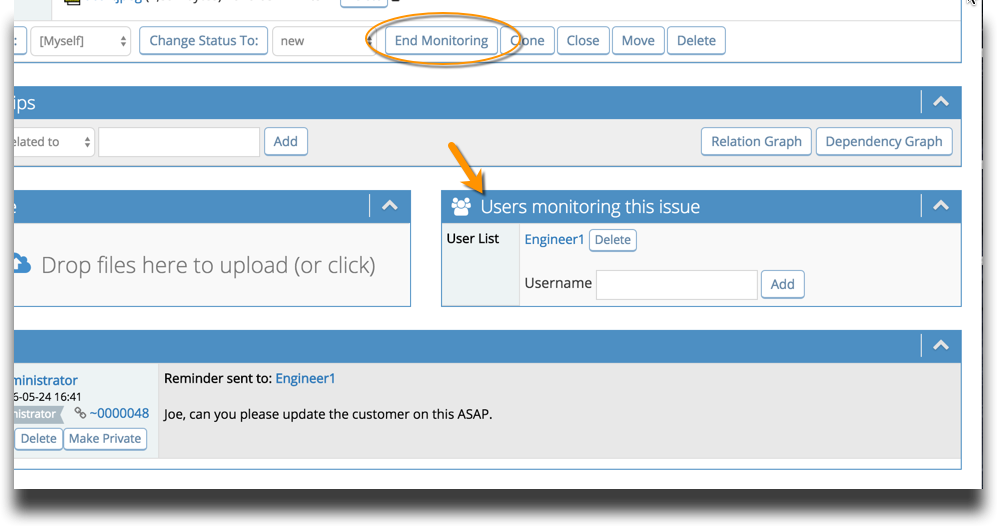 [Myself] Change Status To: new End Monitoring Clone Close Move Delete
ips
elated to Add Relation Graph Dependency Graph
e
Users monitoring this issue
User List Engineer1 Delete
Drop files here to upload (or click)
Username Add
ministrator
6-05-24 16:41
nistrator ~0000048
Delete Make Private
Reminder sent to: Engineer1
Joe, can you please update the customer on this ASAP.